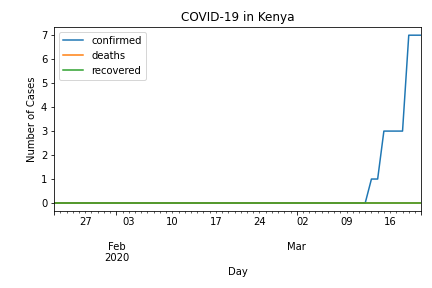 COVID-19 in Kenya
7
6
5
4
3
2
1
0
Number of Cases
confirmed
deaths
recovered
27 03 10 17 24 02 09 16
Feb Mar
2020
Day